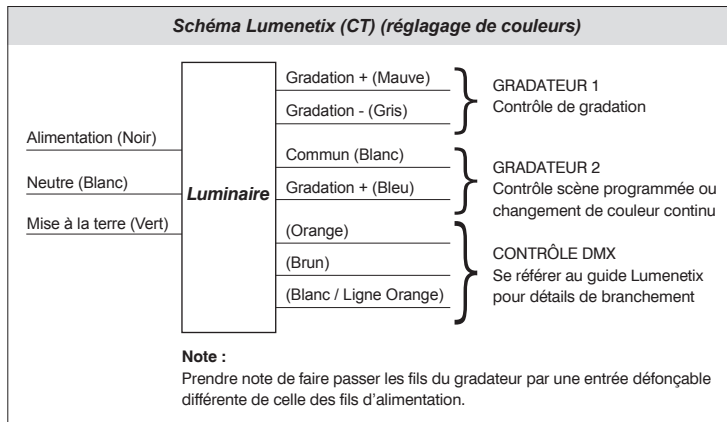 Schéma Lumenetix (CT) (réglagage de couleurs)
Alimentation (Noir)
Neutre (Blanc)
Mise à la terre (Vert)
Luminaire
Gradation + (Mauve)
Gradation - (Gris)
GRADATEUR 1
Contrôle de gradation
Commun (Blanc)
Gradation + (Bleu)
GRADATEUR 2
Contrôle scène programmée ou
changement de couleur continu
(Orange)
(Brun)
(Blanc / Ligne Orange)
CONTRÔLE DMX
Se référer au guide Lumenetix
pour détails de branchement
Note :
Prendre note de faire passer les fils du gradateur par une entrée défonçable
différente de celle des fils d'alimentation.